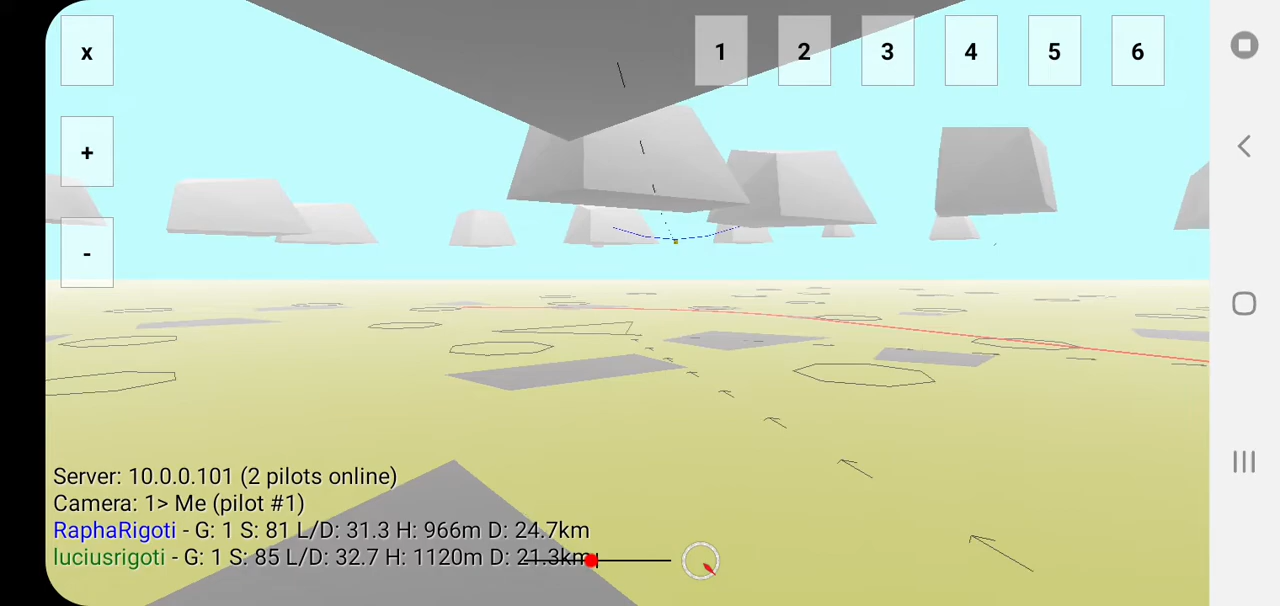 x
1 2 3 4 5 6
+
-
Server: 10.0.0.101 (2 pilots online)
Camera: 1> Me (pilot #1)
RaphaRigoti - G: 1 S: 81 L/D: 31.3 H: 966m D: 24.7km
luciusrigoti - G: 1 S: 85 L/D: 32.7 H: 1120m D: 21.3km